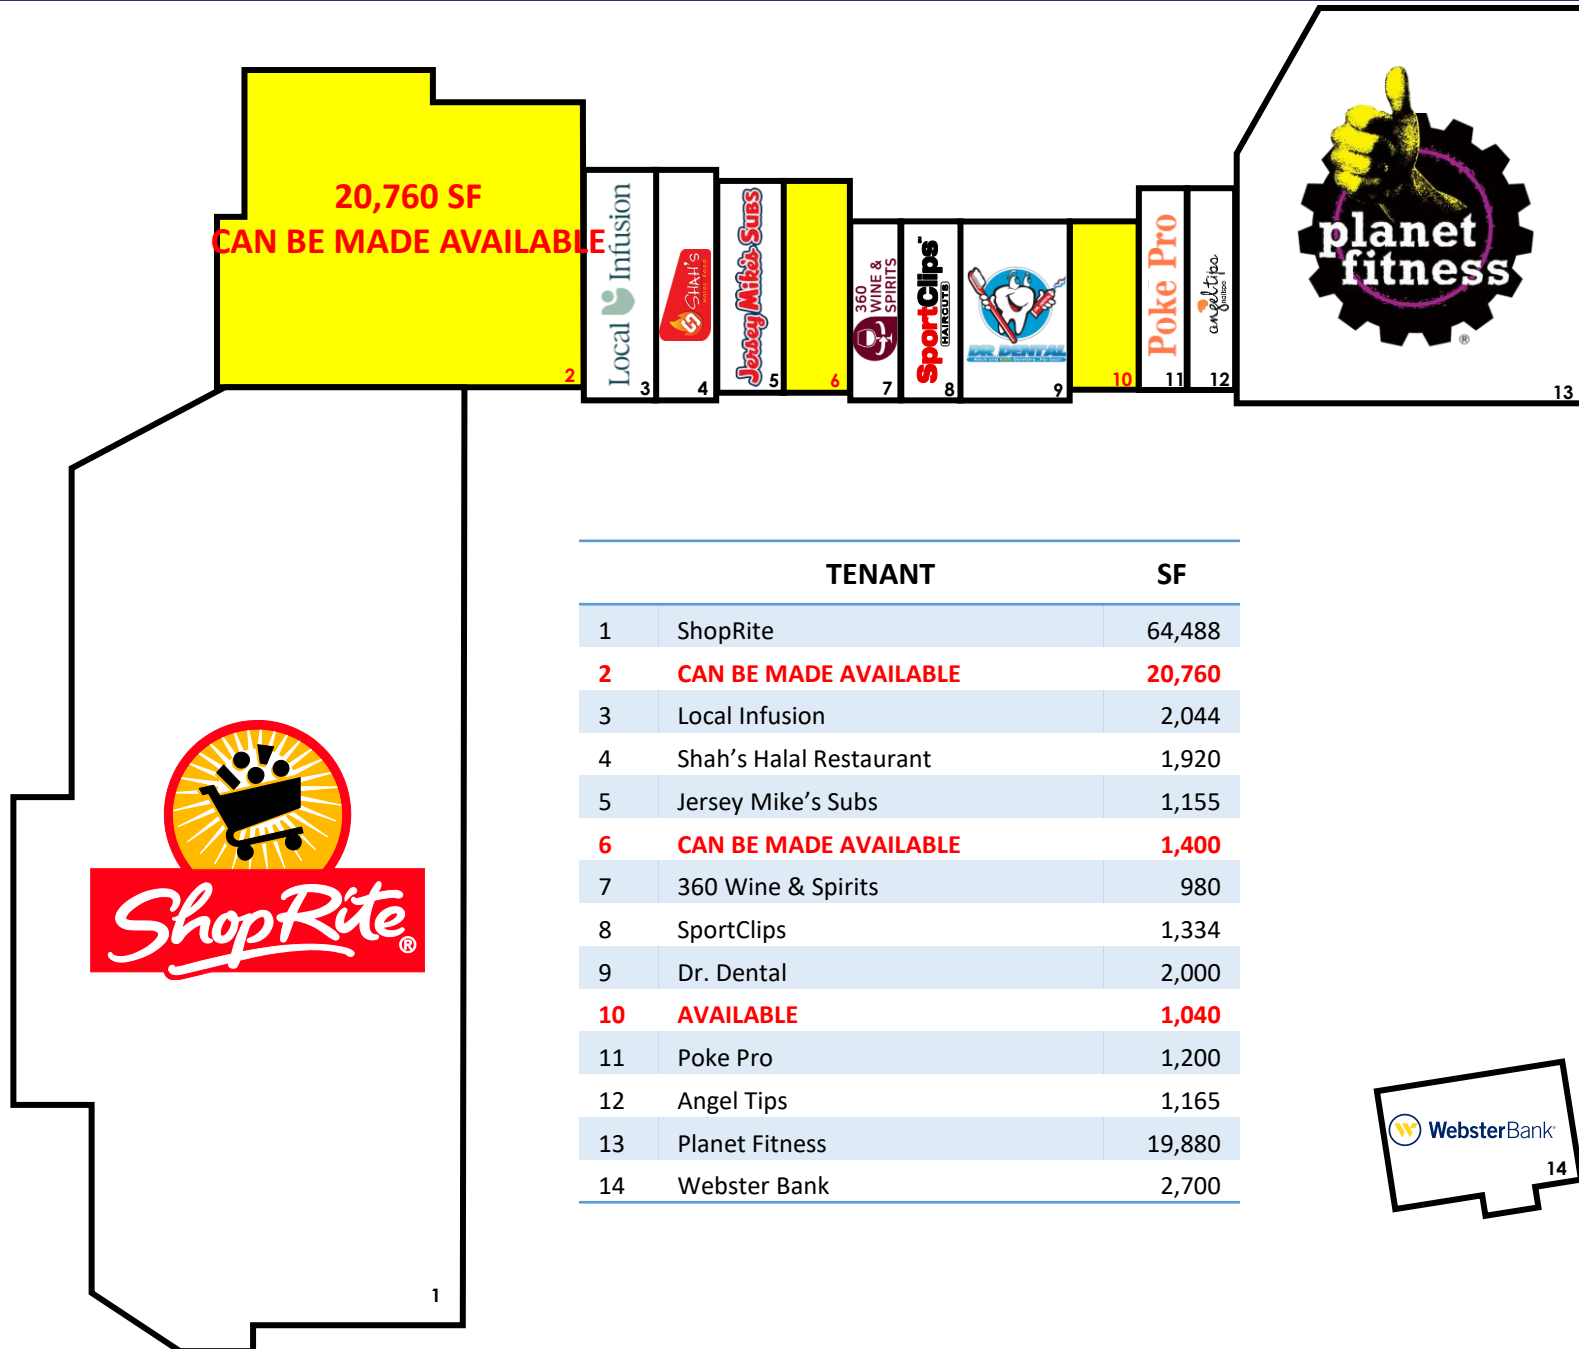 20,760 SF
CAN BE MADE AVAILABLE
2
Local Infusion
3
SHAH'S
HALAL FOOD
4
Jersey Mike's Subs
5
6
360
WINE &
SPIRITS
7
SportClips
HAIRCUTS
8
DR. DENTAL
9
10
Poke Pro
11
angeltips
nailspa
12
planet
fitness®
13
TENANT SF
1 ShopRite 64,488
2 CAN BE MADE AVAILABLE 20,760
3 Local Infusion 2,044
4 Shah's Halal Restaurant 1,920
5 Jersey Mike's Subs 1,155
6 CAN BE MADE AVAILABLE 1,400
7 360 Wine & Spirits 980
8 SportClips 1,334
9 Dr. Dental 2,000
10 AVAILABLE 1,040
11 Poke Pro 1,200
12 Angel Tips 1,165
13 Planet Fitness 19,880
14 Webster Bank 2,700
ShopRite®
1
WebsterBank
14